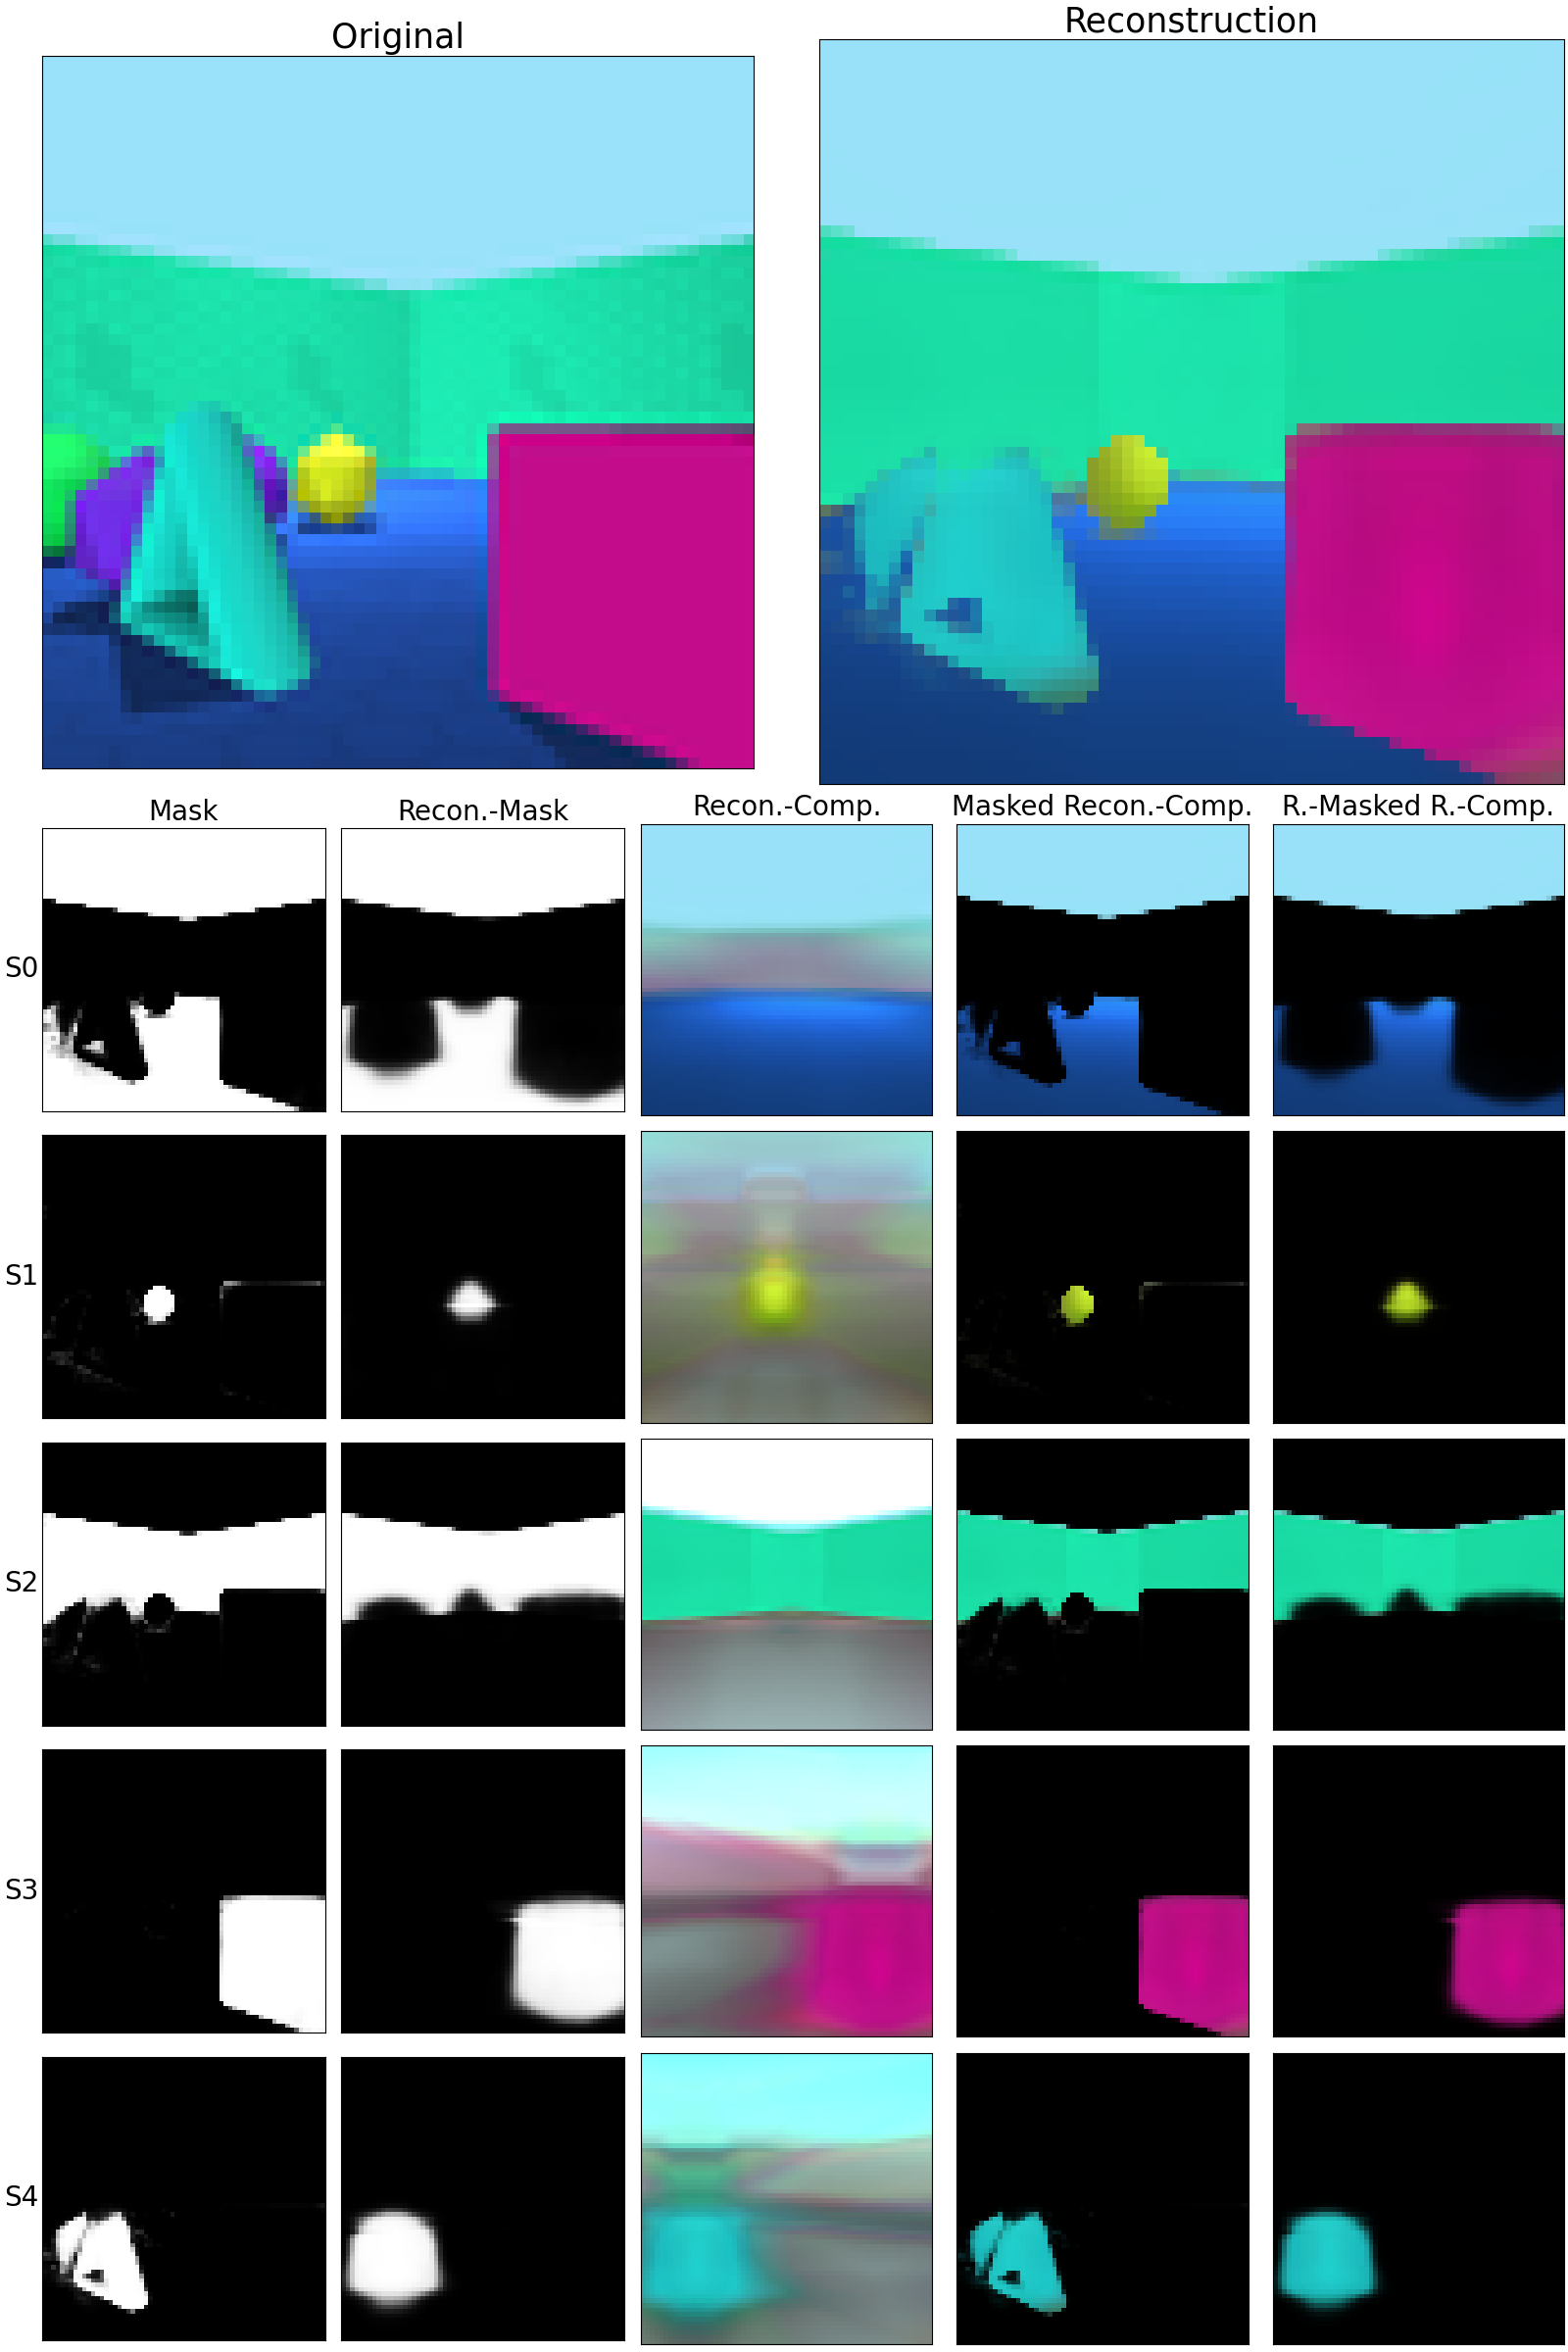 Original
Reconstruction
Mask
Recon.-Mask
Recon.-Comp.
Masked Recon.-Comp.
R.-Masked R.-Comp.
S0
S1
S2
S3
S4